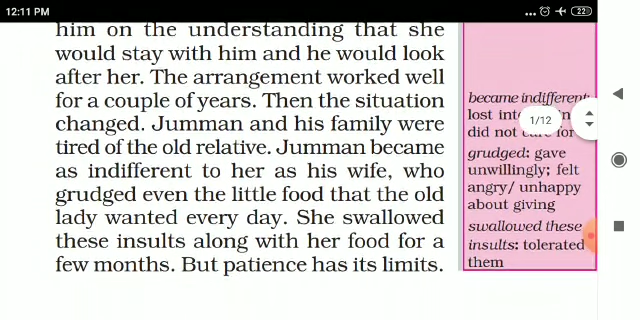 12:11 PM
22
him on the understanding that she
would stay with him and he would look
after her. The arrangement worked well
for a couple of years. Then the situation
changed. Jumman and his family were
tired of the old relative. Jumman became
as indifferent to her as his wife, who
grudged even the little food that the old
lady wanted every day. She swallowed
these insults along with her food for a
few months. But patience has its limits.
became indifferent:
lost
did not care for
1/12
grudged: gave
unwillingly; felt
angry/ unhappy
about giving
swallowed these
insults: tolerated
them